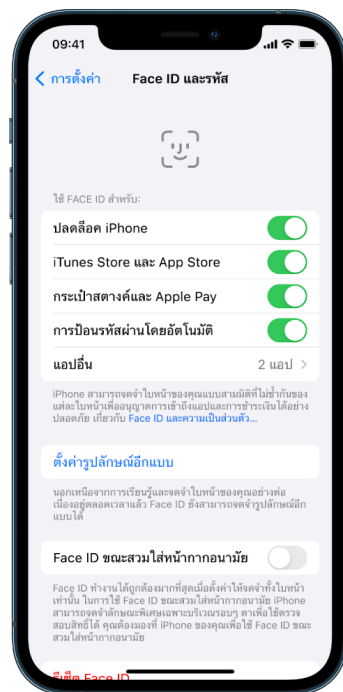 09:41
การตั้งค่า
Face ID และรหัส
ใช้ FACE ID สำหรับ:
ปลดล็อค iPhone
iTunes Store และ App Store
กระเป๋าสตางค์และ Apple Pay
การป้อนรหัสผ่านโดยอัตโนมัติ
แอปอื่น 2 แอป
iPhone สามารถจดจำใบหน้าของคุณแบบสามมิติที่ไม่ซ้ำกันของ
แต่ละใบหน้าเพื่ออนุญาตการเข้าถึงแอปและการชำระเงินได้อย่าง
ปลอดภัย เกี่ยวกับ Face ID และความเป็นส่วนตัว...
ตั้งค่ารูปลักษณ์อีกแบบ
นอกเหนือจากการเรียนรู้และจดจำใบหน้าของคุณอย่างต่อ
เนื่องอยู่ตลอดเวลาแล้ว Face ID ยังสามารถจดจำรูปลักษณ์อีก
แบบได้
Face ID ขณะสวมใส่หน้ากากอนามัย
Face ID ทำงานได้ถูกต้องมากที่สุดเมื่อตั้งค่าให้จดจำทั้งใบหน้า
เท่านั้น ในการใช้ Face ID ขณะสวมใส่หน้ากากอนามัย iPhone
สามารถจดจำลักษณะพิเศษเฉพาะบริเวณรอบๆ ตาเพื่อใช้ตรวจ
สอบสิทธิ์ได้ คุณต้องมองที่ iPhone ของคุณเพื่อใช้ Face ID ขณะ
สวมใส่หน้ากากอนามัย
รีเซ็ต Face ID